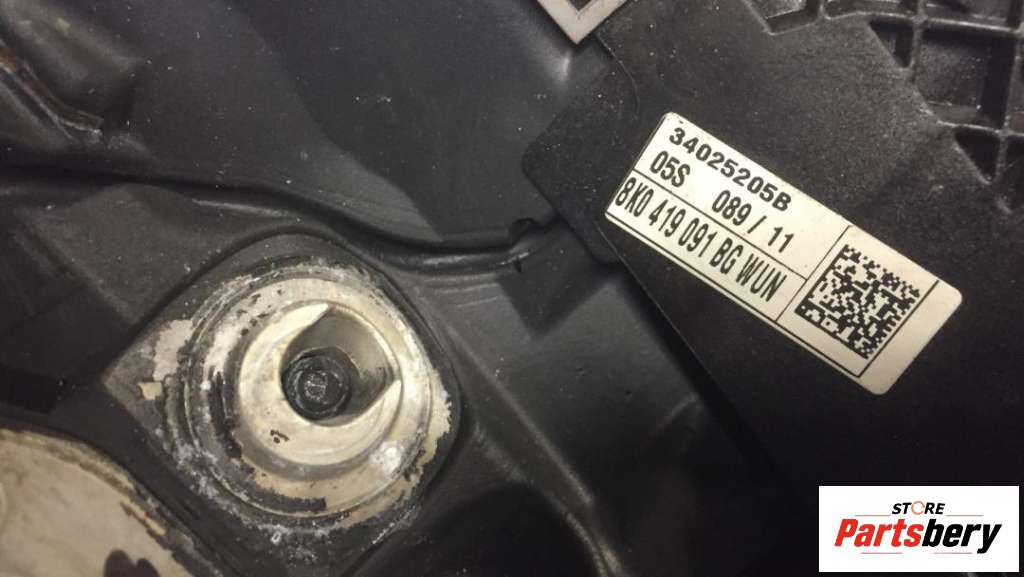 34025205B
05S 089 / 11
8K0 419 091 BG WUN
STORE
Partsbery